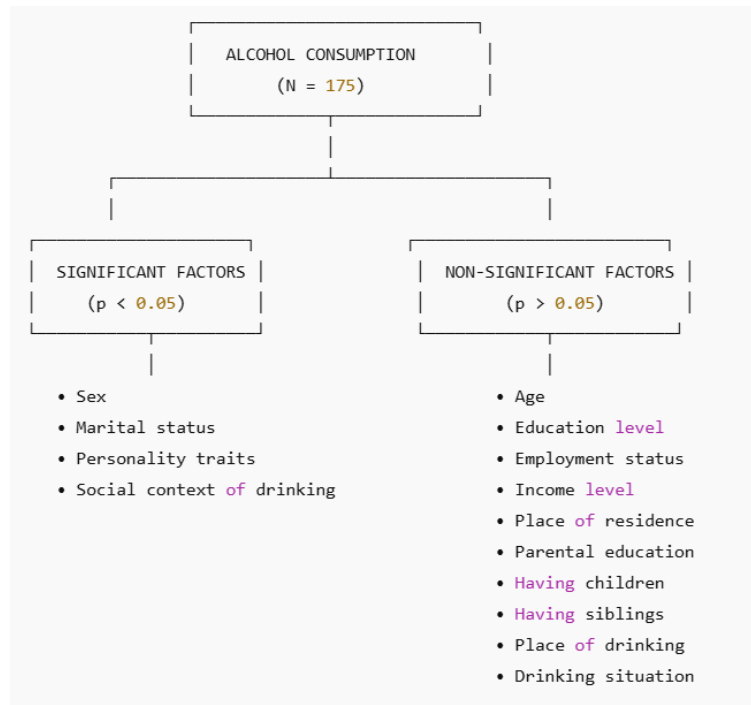 ALCOHOL CONSUMPTION
(N = 175)
SIGNIFICANT FACTORS
(p < 0.05)
• Sex
• Marital status
• Personality traits
• Social context of drinking
NON-SIGNIFICANT FACTORS
(p > 0.05)
• Age
• Education level
• Employment status
• Income level
• Place of residence
• Parental education
• Having children
• Having siblings
• Place of drinking
• Drinking situation